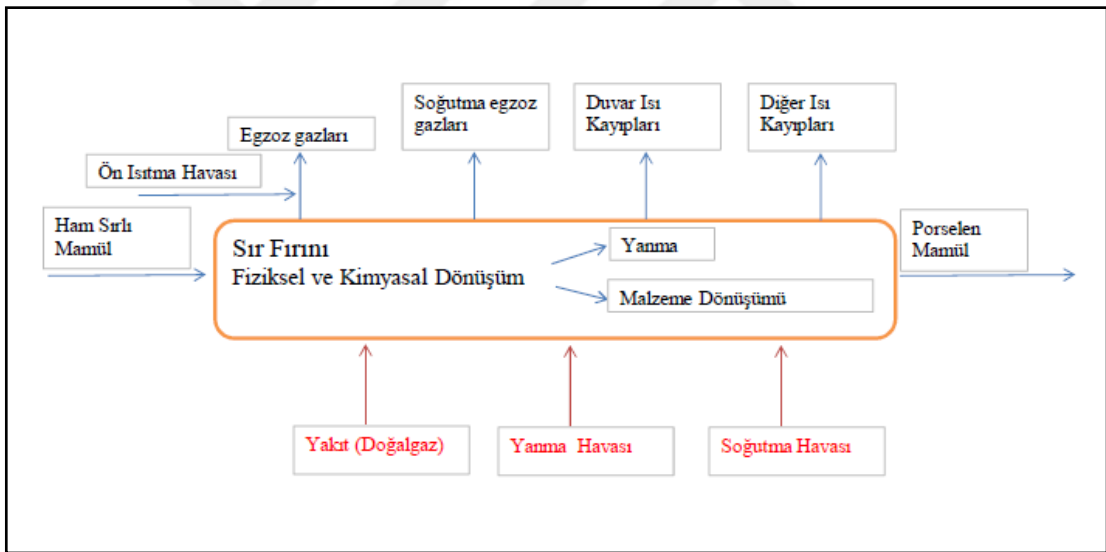 Egzoz gazları
Soğutma egzoz
gazları
Duvar Isı
Kayıpları
Diğer Isı
Kayıpları
Ön Isıtma Havası
Ham Sırlı
Mamül
Sır Fırını
Fiziksel ve Kimyasal Dönüşüm
Yanma
Malzeme Dönüşümü
Porselen
Mamül
Yakıt (Doğalgaz)
Yanma Havası
Soğutma Havası